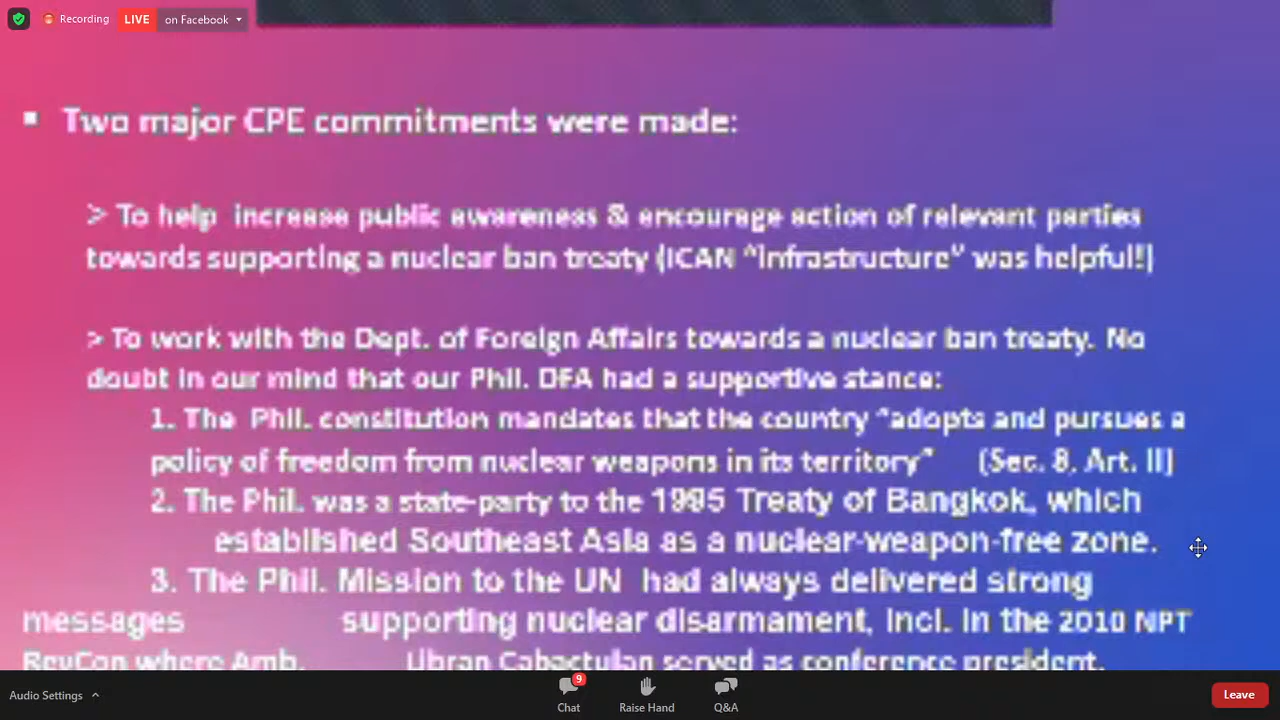 Recording LIVE on Facebook
▪ Two major CPE commitments were made:
> To help increase public awareness & encourage action of relevant parties
towards supporting a nuclear ban treaty (ICAN “infrastructure” was helpful!)
> To work with the Dept. of Foreign Affairs towards a nuclear ban treaty. No
doubt in our mind that our Phil. DFA had a supportive stance:
1. The Phil. constitution mandates that the country “adopts and pursues a
policy of freedom from nuclear weapons in its territory” (Sec. 8, Art. II)
2. The Phil. was a state-party to the 1995 Treaty of Bangkok, which
established Southeast Asia as a nuclear-weapon-free zone.
3. The Phil. Mission to the UN had always delivered strong
messages supporting nuclear disarmament, incl. in the 2010 NPT
RevCon where Amb. Libran Cabactulan served as conference president.
Audio Settings
9
Chat Raise Hand Q&A
Leave